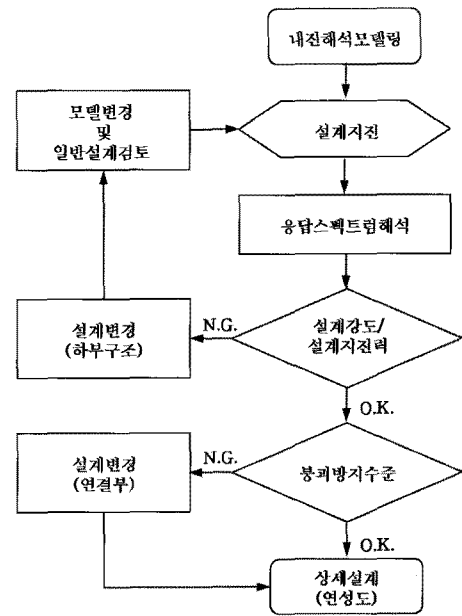 내진해석모델링
모델변경
및
일반설계검토
설계지진
응답스펙트럼해석
설계변경
(하부구조)
N.G.
설계강도/
설계지진력
O.K.
설계변경
(연결부)
N.G.
붕괴방지수준
O.K.
상세설계
(연성도)